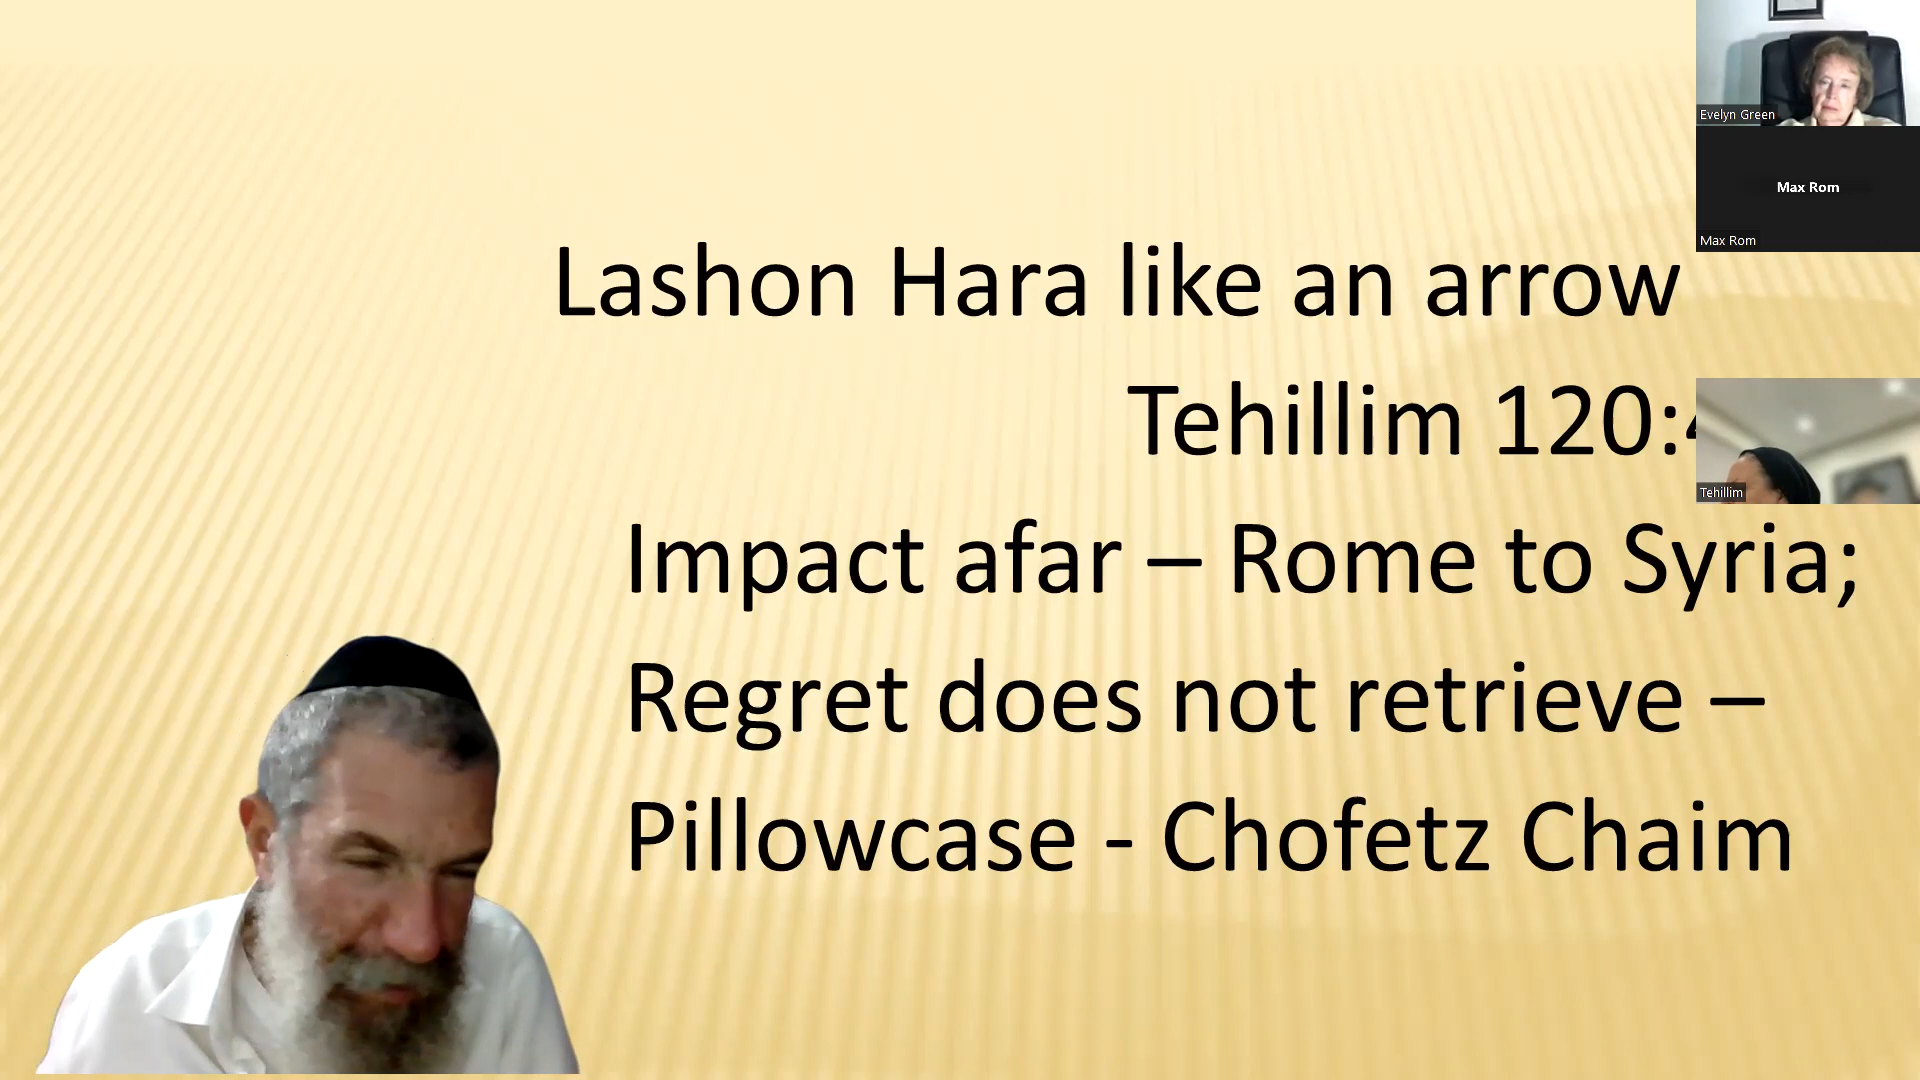 Lashon Hara like an arrow
Tehillim 120:4
Impact afar – Rome to Syria;
Regret does not retrieve –
Pillowcase - Chofetz Chaim
Evelyn Green
Max Rom
Max Rom
Tehillim